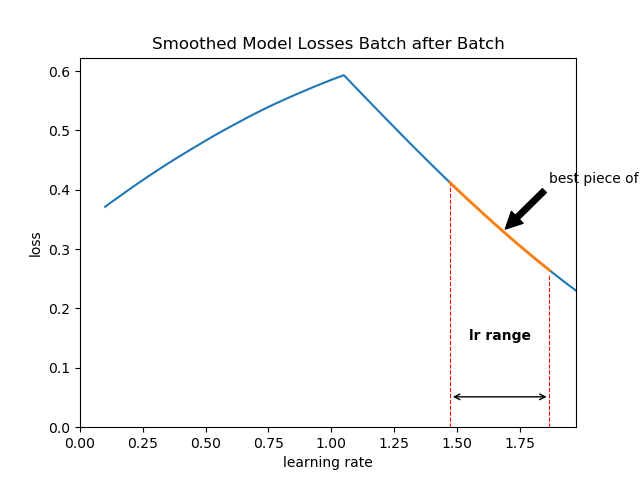 Smoothed Model Losses Batch after Batch
0.6
0.5
0.4
0.3
0.2
0.1
0.0
loss
best piece of
lr range
0.00 0.25 0.50 0.75 1.00 1.25 1.50 1.75
learning rate